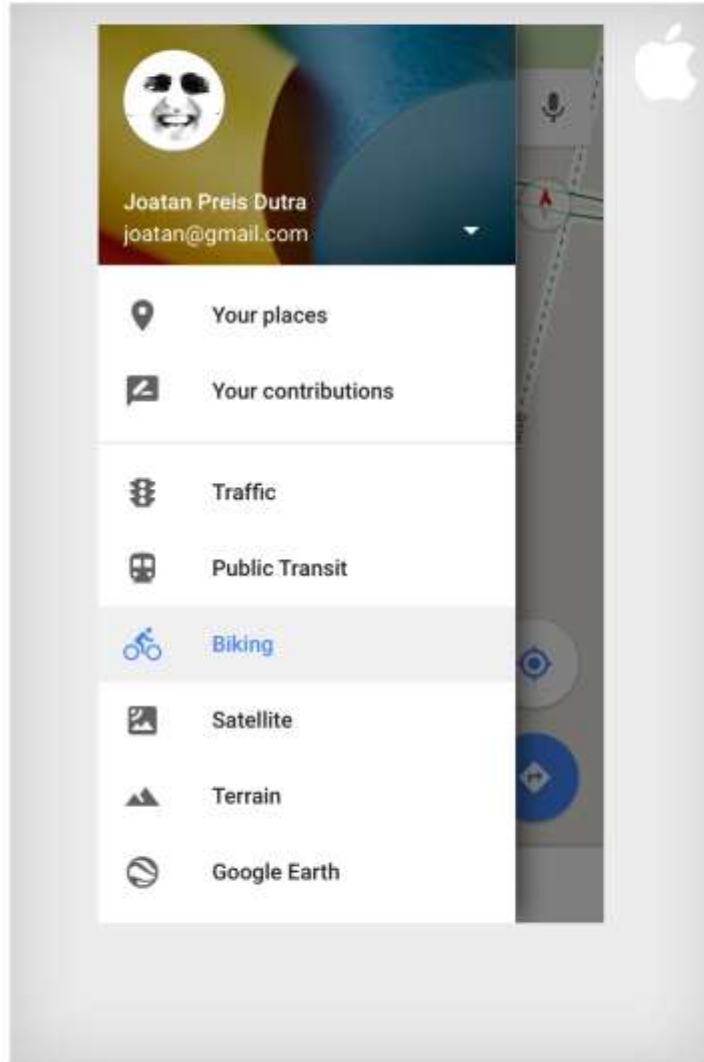 Joatan Preis Dutra
joatan@gmail.com
Your places
Your contributions
Traffic
Public Transit
Biking
Satellite
Terrain
Google Earth